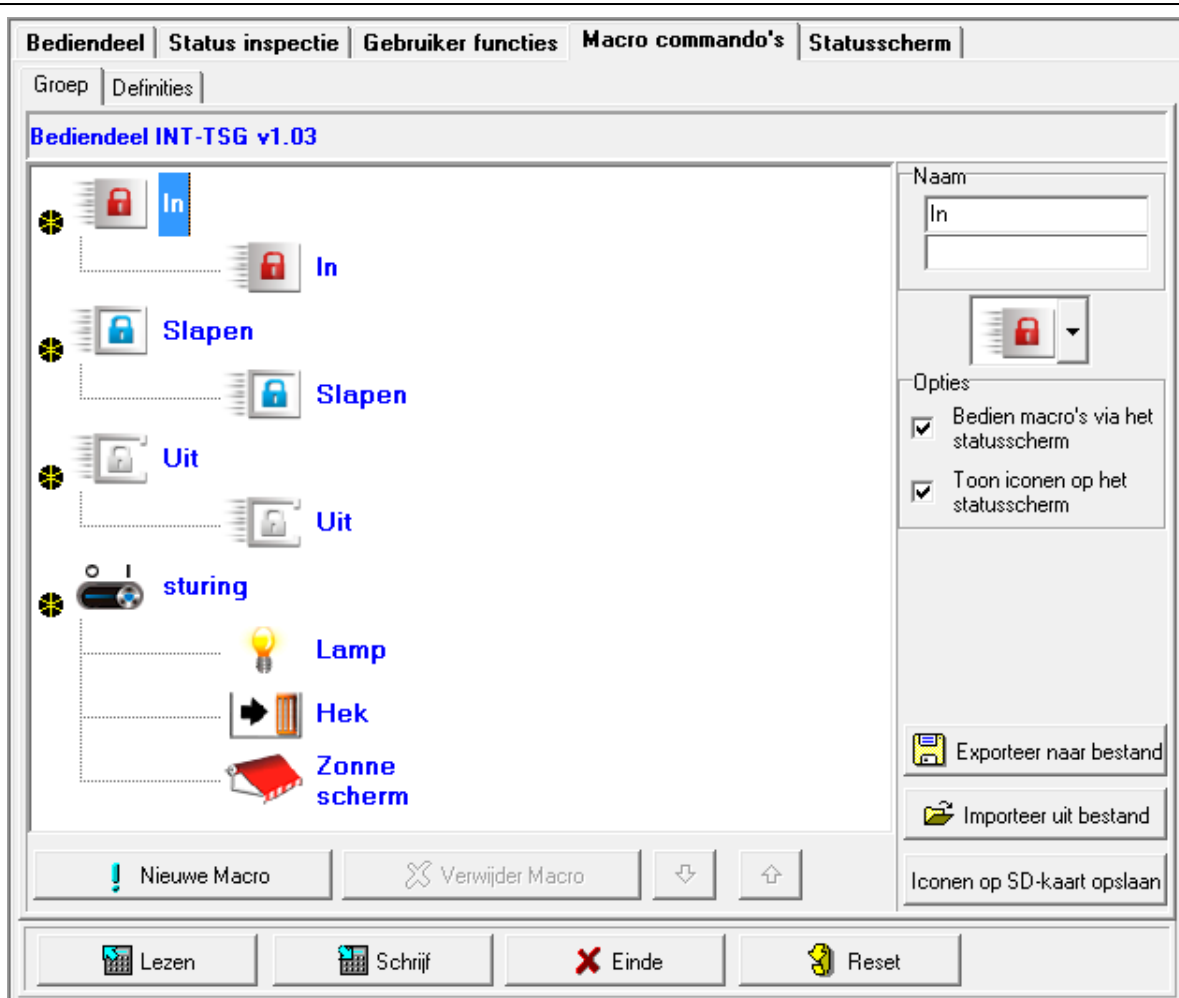 Bediendeel Status inspectie Gebruiker functies Macro commando's Statusscherm
Groep Definities
Bediendeel INT-TSG v1.03
In
In
Slapen
Slapen
Uit
Uit
O I
sturing
Lamp
Hek
Zonne
scherm
Naam
In
Opties
Bedien macro's via het
statusscherm
Toon iconen op het
statusscherm
Exporteer naar bestand
Importeer uit bestand
Iconen op SD-kaart opslaan
Nieuwe Macro Verwijder Macro
Lezen Schrijf Einde Reset